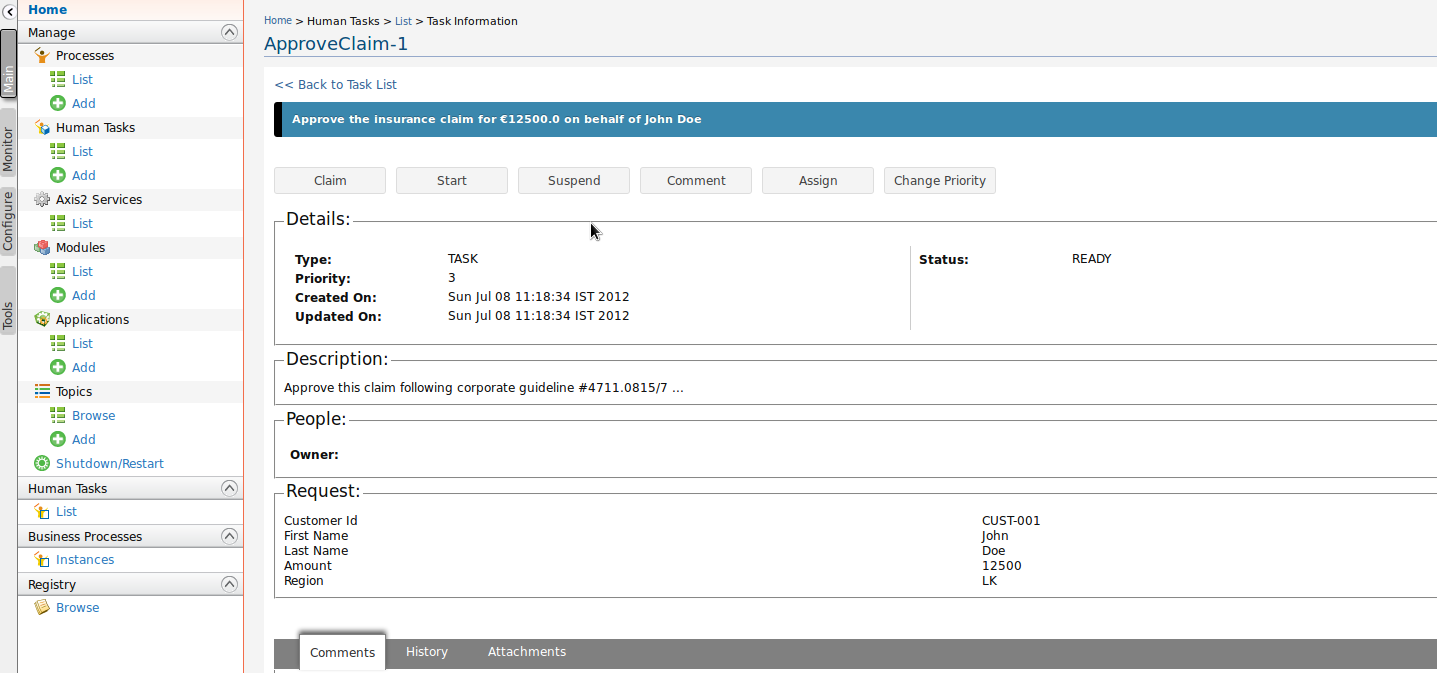 Home
Manage
Processes
List
Add
Human Tasks
List
Add
Axis2 Services
List
Modules
List
Add
Applications
List
Add
Topics
Browse
Add
Shutdown/Restart
Human Tasks
List
Business Processes
Instances
Registry
Browse
Main
Monitor
Configure
Tools
Home > Human Tasks > List > Task Information
ApproveClaim-1
<< Back to Task List
Approve the insurance claim for €12500.0 on behalf of John Doe
Claim Start Suspend Comment Assign Change Priority
Details:
Type: TASK Status: READY
Priority: 3
Created On: Sun Jul 08 11:18:34 IST 2012
Updated On: Sun Jul 08 11:18:34 IST 2012
Description:
Approve this claim following corporate guideline #4711.0815/7 ...
People:
Owner:
Request:
Customer Id CUST-001
First Name John
Last Name Doe
Amount 12500
Region LK
Comments History Attachments